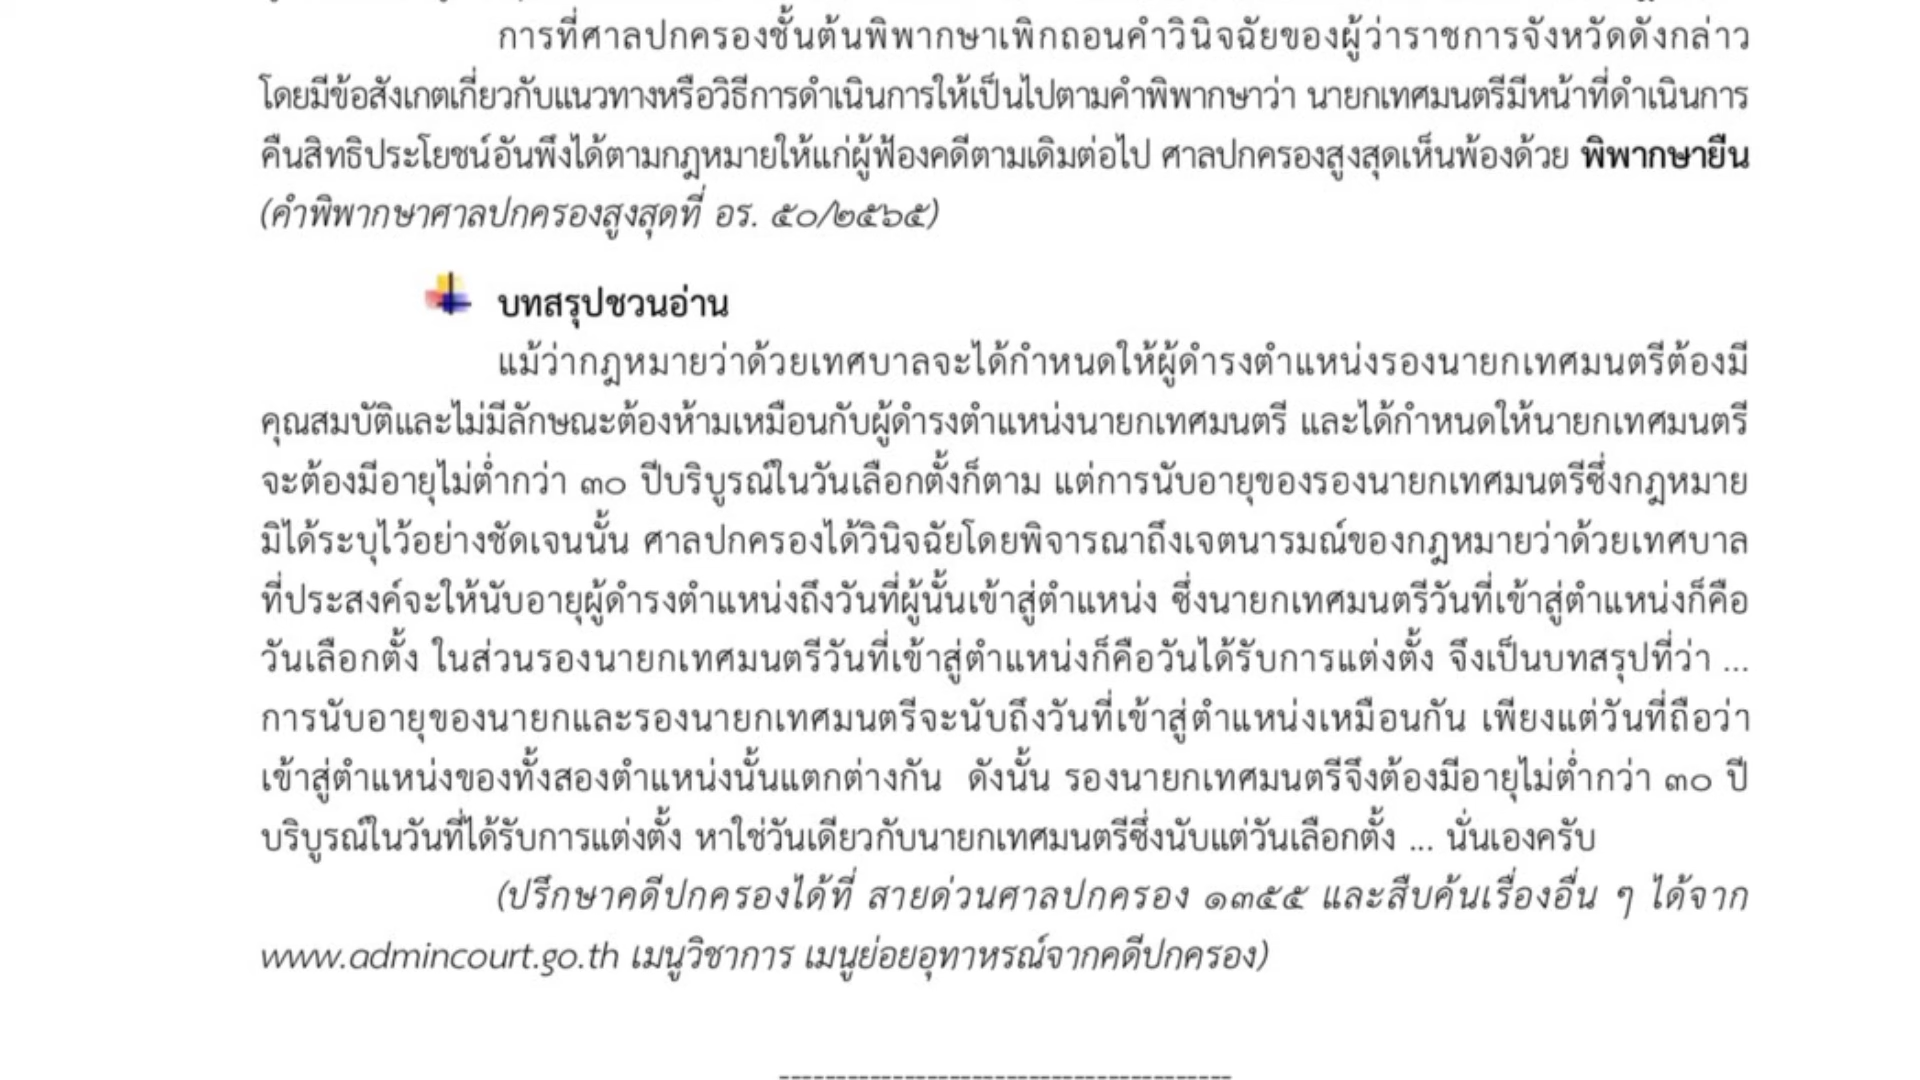 การที่ศาลปกครองชั้นต้นพิพากษาเพิกถอนคำวินิจฉัยของผู้ว่าราชการจังหวัดดังกล่าว
โดยมีข้อสังเกตเกี่ยวกับแนวทางหรือวิธีการดำเนินการให้เป็นไปตามคำพิพากษาว่า นายกเทศมนตรีมีหน้าที่ดำเนินการ
คืนสิทธิประโยชน์อันพึงได้ตามกฎหมายให้แก่ผู้ฟ้องคดีตามเดิมต่อไป ศาลปกครองสูงสุดเห็นพ้องด้วย พิพากษายืน
(คำพิพากษาศาลปกครองสูงสุดที่ อร. ๕๐/๒๕๖๕)
บทสรุปชวนอ่าน
แม้ว่ากฎหมายว่าด้วยเทศบาลจะได้กำหนดให้ผู้ดำรงตำแหน่งรองนายกเทศมนตรีต้องมี
คุณสมบัติและไม่มีลักษณะต้องห้ามเหมือนกับผู้ดำรงตำแหน่งนายกเทศมนตรี และได้กำหนดให้นายกเทศมนตรี
จะต้องมีอายุไม่ต่ำกว่า ๓๐ ปีบริบูรณ์ในวันเลือกตั้งก็ตาม แต่การนับอายุของรองนายกเทศมนตรีซึ่งกฎหมาย
มิได้ระบุไว้อย่างชัดเจนนั้น ศาลปกครองได้วินิจฉัยโดยพิจารณาถึงเจตนารมณ์ของกฎหมายว่าด้วยเทศบาล
ที่ประสงค์จะให้นับอายุผู้ดำรงตำแหน่งถึงวันที่ผู้นั้นเข้าสู่ตำแหน่ง ซึ่งนายกเทศมนตรีวันที่เข้าสู่ตำแหน่งก็คือ
วันเลือกตั้ง ในส่วนรองนายกเทศมนตรีวันที่เข้าสู่ตำแหน่งก็คือวันได้รับการแต่งตั้ง จึงเป็นบทสรุปที่ว่า ...
การนับอายุของนายกและรองนายกเทศมนตรีจะนับถึงวันที่เข้าสู่ตำแหน่งเหมือนกัน เพียงแต่วันที่ถือว่า
เข้าสู่ตำแหน่งของทั้งสองตำแหน่งนั้นแตกต่างกัน ดังนั้น รองนายกเทศมนตรีจึงต้องมีอายุไม่ต่ำกว่า ๓๐ ปี
บริบูรณ์ในวันที่ได้รับการแต่งตั้ง หาใช่วันเดียวกับนายกเทศมนตรีซึ่งนับแต่วันเลือกตั้ง ... นั่นเองครับ
(ปรึกษาคดีปกครองได้ที่ สายด่วนศาลปกครอง ๑๓๕๕ และสืบค้นเรื่องอื่น ๆ ได้จาก
www.admincourt.go.th เมนูวิชาการ เมนูย่อยอุทาหรณ์จากคดีปกครอง)